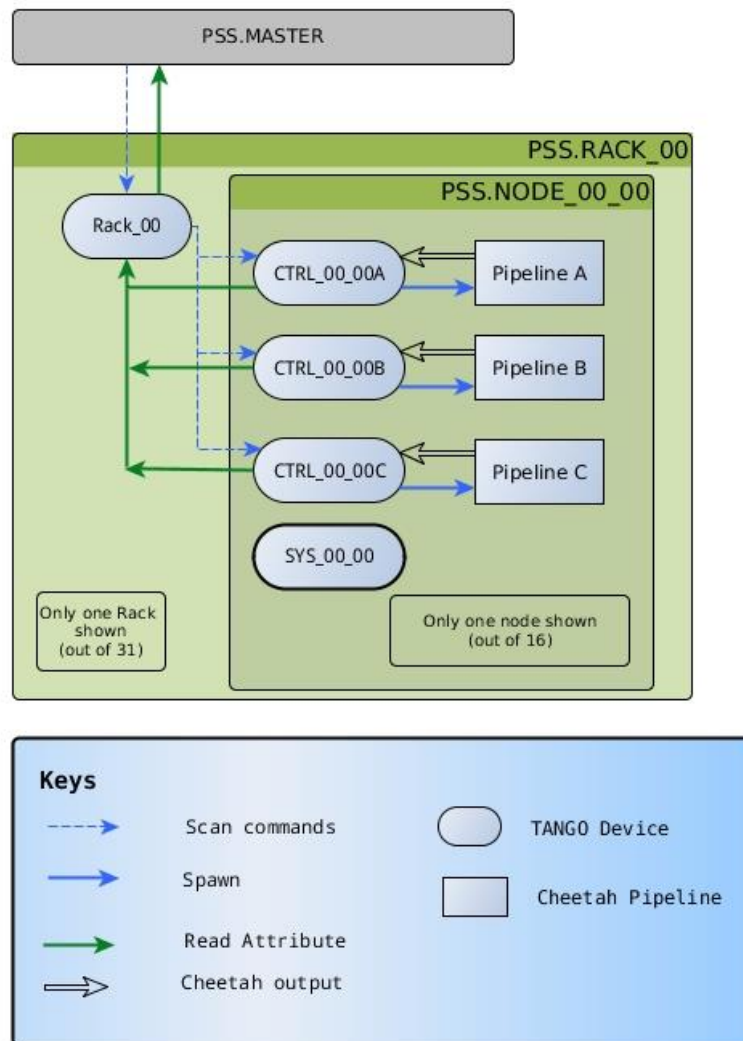 PSS.MASTER
PSS.RACK_00
PSS.NODE_00_00
Rack_00
CTRL_00_00A
Pipeline A
CTRL_00_00B
Pipeline B
CTRL_00_00C
Pipeline C
SYS_00_00
Only one Rack
shown
(out of 31)
Only one node shown
(out of 16)
Keys
Scan commands
TANGO Device
Spawn
Cheetah Pipeline
Read Attribute
Cheetah output